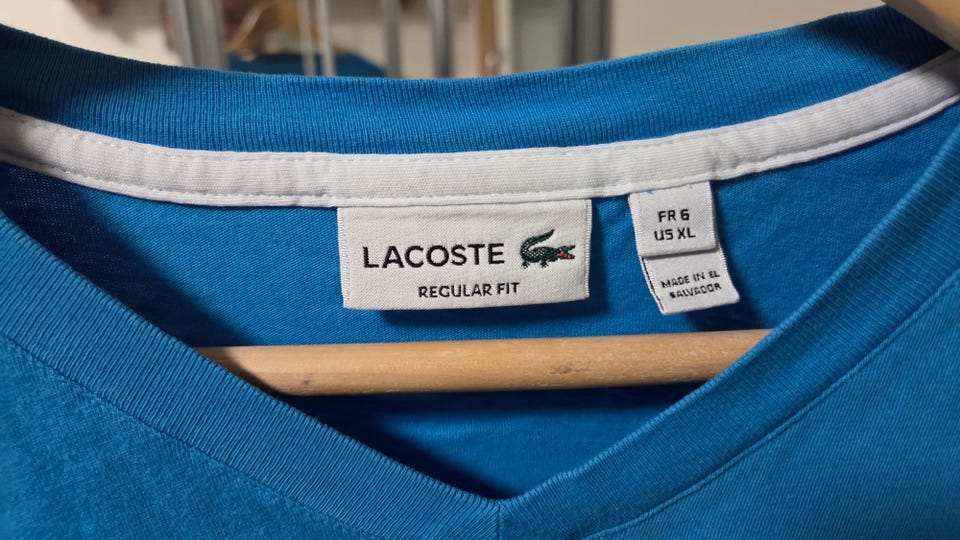 LACOSTE
REGULAR FIT
FR 6
US XL
MADE IN EL
SALVADOR